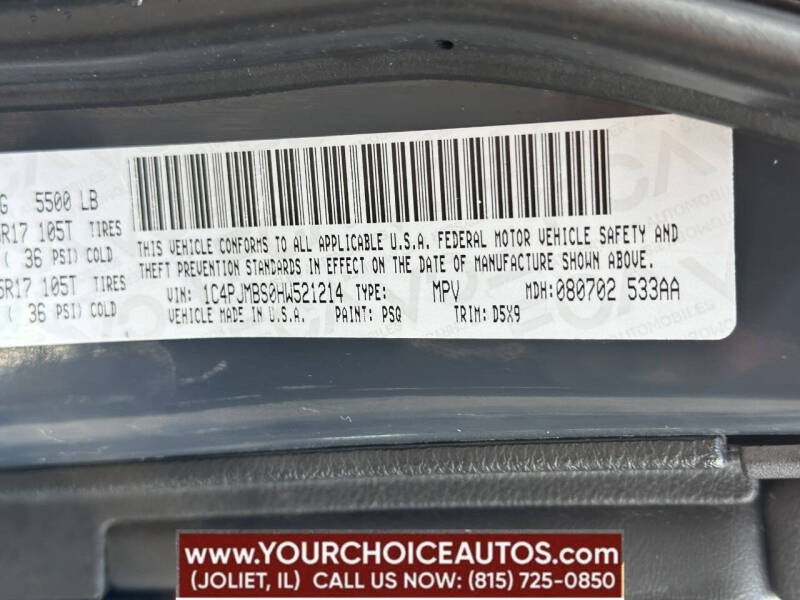 G 5500 LB
R17 105T TIRES
( 36 PSI) COLD
5R17 105T TIRES
( 36 PSI) COLD
THIS VEHICLE CONFORMS TO ALL APPLICABLE U.S.A. FEDERAL MOTOR VEHICLE SAFETY AND
THEFT PREVENTION STANDARDS IN EFFECT ON THE DATE OF MANUFACTURE SHOWN ABOVE.
VIN: 1C4PJMBS0HW521214 TYPE: MPV MDH: 080702 533AA
VEHICLE MADE IN U.S.A. PAINT: PSQ TRIM: D5X9
WWW.YOURCHOICEAUTOS.COM
(JOLIET, IL) CALL US NOW: (815) 725-0850